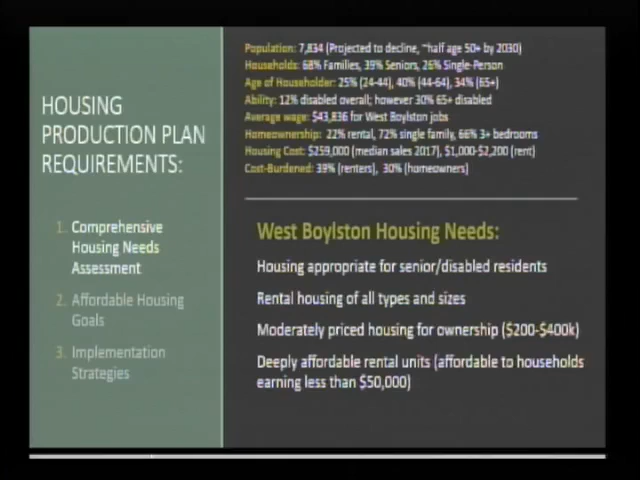 HOUSING
PRODUCTION PLAN
REQUIREMENTS:
1. Comprehensive
Housing Needs
Assessment
2. Affordable Housing
Goals
3. Implementation
Strategies
Population: 7,834 (Projected to decline, ~half age 50+ by 2030)
Households: 68% Families, 39% Seniors, 26% Single-Person
Age of Householder: 25% (24-44), 40% (44-64), 34% (65+)
Ability: 12% disabled overall; however 30% 65+ disabled
Average wage: $43,836 for West Boylston jobs
Homeownership: 22% rental, 72% single family, 66% 3+ bedrooms
Housing Cost: $259,000 (median sales 2017), $1,000-$2,200 (rent)
Cost-Burdened: 39% (renters), 30% (homeowners)
West Boylston Housing Needs:
Housing appropriate for senior/disabled residents
Rental housing of all types and sizes
Moderately priced housing for ownership ($200-$400k)
Deeply affordable rental units (affordable to households
earning less than $50,000)